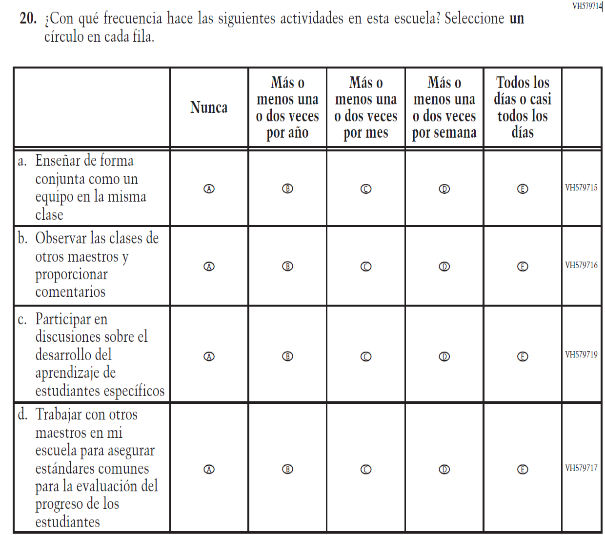 VH579714
20. ¿Con qué frecuencia hace las siguientes actividades en esta escuela? Seleccione un
círculo en cada fila.
Nunca
Más o
menos una
o dos veces
por año
Más o
menos una
o dos veces
por mes
Más o
menos una
o dos veces
por semana
Todos los
días o casi
todos los
días
a. Enseñar de forma
conjunta como un
equipo en la misma
clase
A B C D E VH579715
b. Observar las clases de
otros maestros y
proporcionar
comentarios
A B C D E VH579716
c. Participar en
discusiones sobre el
desarrollo del
aprendizaje de
estudiantes específicos
A B C D E VH579719
d. Trabajar con otros
maestros en mi
escuela para asegurar
estándares comunes
para la evaluación del
progreso de los
estudiantes
A B C D E VH579717